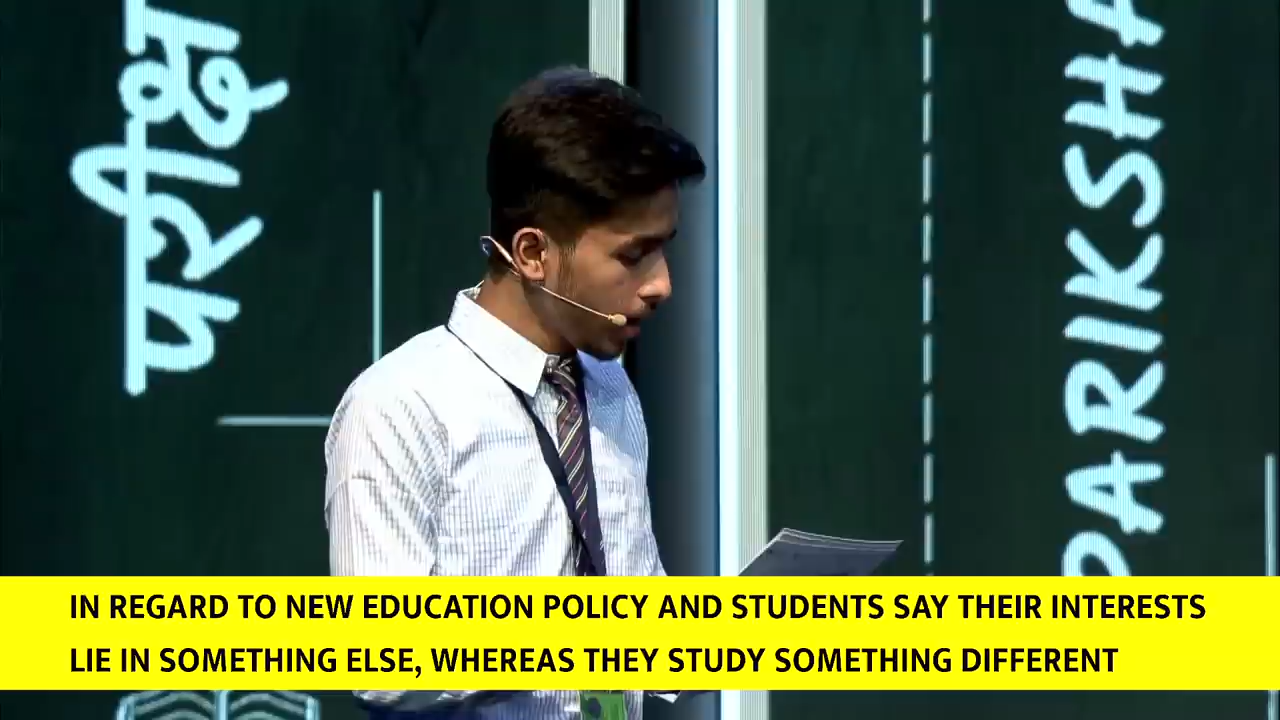 परीक्ष
PARIKSHA
IN REGARD TO NEW EDUCATION POLICY AND STUDENTS SAY THEIR INTERESTS
LIE IN SOMETHING ELSE, WHEREAS THEY STUDY SOMETHING DIFFERENT